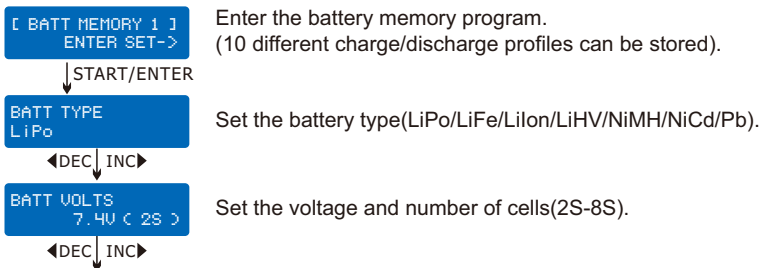 [ BATT MEMORY 1 ]
ENTER SET->
Enter the battery memory program.
(10 different charge/discharge profiles can be stored).
START/ENTER
BATT TYPE
LiPo
Set the battery type(LiPo/LiFe/LiIon/LiHV/NiMH/NiCd/Pb).
◀DEC INC▶
BATT VOLTS
7.4V ( 2S )
Set the voltage and number of cells(2S-8S).
◀DEC INC▶